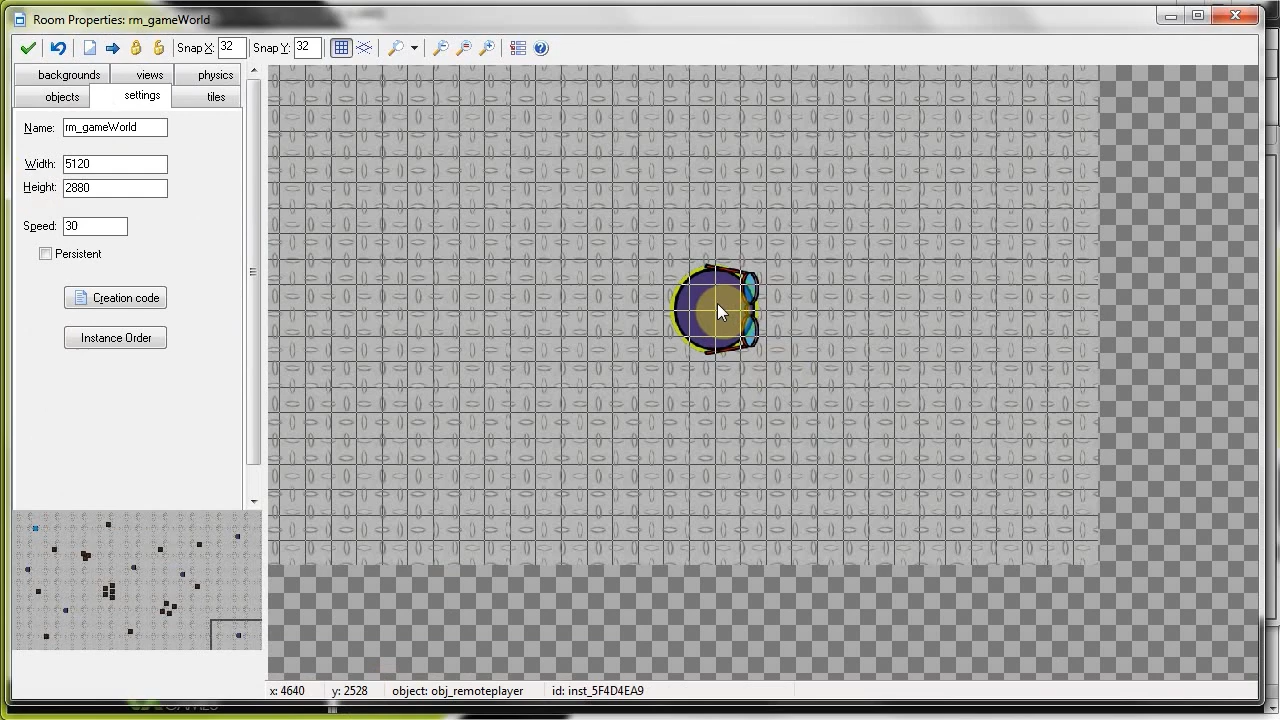 Room Properties: rm_gameWorld
Snap X: 32 Snap Y: 32
backgrounds views physics
objects settings tiles
Name: rm_gameWorld
Width: 5120
Height: 2880
Speed: 30
Persistent
Creation code
Instance Order
x: 4640 y: 2528 object: obj_remoteplayer id: inst_5F4D4EA9